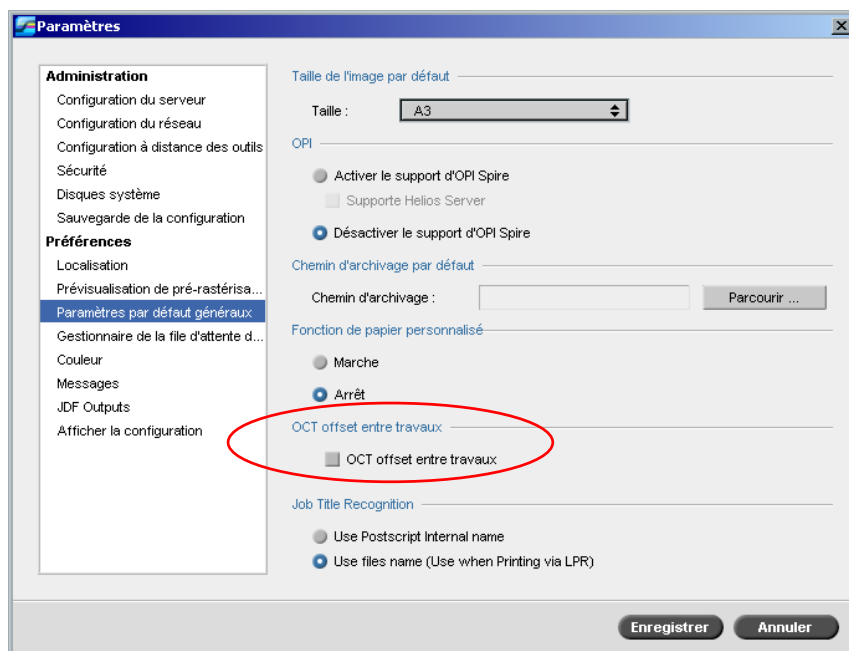 Paramètres
Administration
Configuration du serveur
Configuration du réseau
Configuration à distance des outils
Sécurité
Disques système
Sauvegarde de la configuration
Préférences
Localisation
Prévisualisation de pré-rastérisa...
Paramètres par défaut généraux
Gestionnaire de la file d'attente d...
Couleur
Messages
JDF Outputs
Afficher la configuration
Taille de l'image par défaut
Taille : A3
OPI
Activer le support d'OPI Spire
Supporte Helios Server
Désactiver le support d'OPI Spire
Chemin d'archivage par défaut
Chemin d'archivage : Parcourir ...
Fonction de papier personnalisé
Marche
Arrêt
OCT offset entre travaux
OCT offset entre travaux
Job Title Recognition
Use Postscript Internal name
Use files name (Use when Printing via LPR)
Enregistrer Annuler